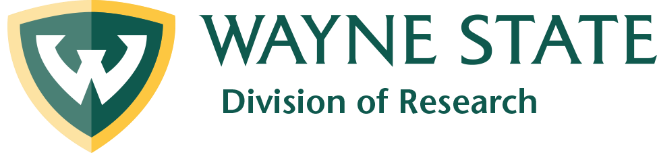 W
WAYNE STATE
Division of Research